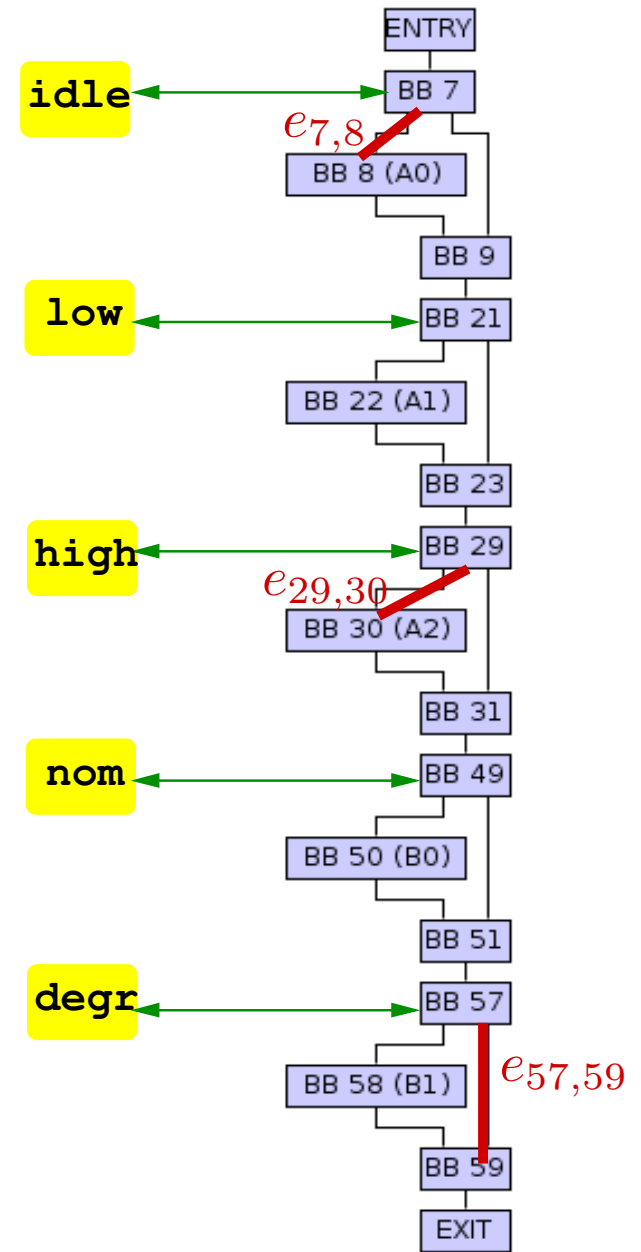 ENTRY
idle
BB 7
e7,8
BB 8 (A0)
BB 9
low
BB 21
BB 22 (A1)
BB 23
high
BB 29
e29,30
BB 30 (A2)
BB 31
nom
BB 49
BB 50 (B0)
BB 51
degr
BB 57
BB 58 (B1)
e57,59
BB 59
EXIT